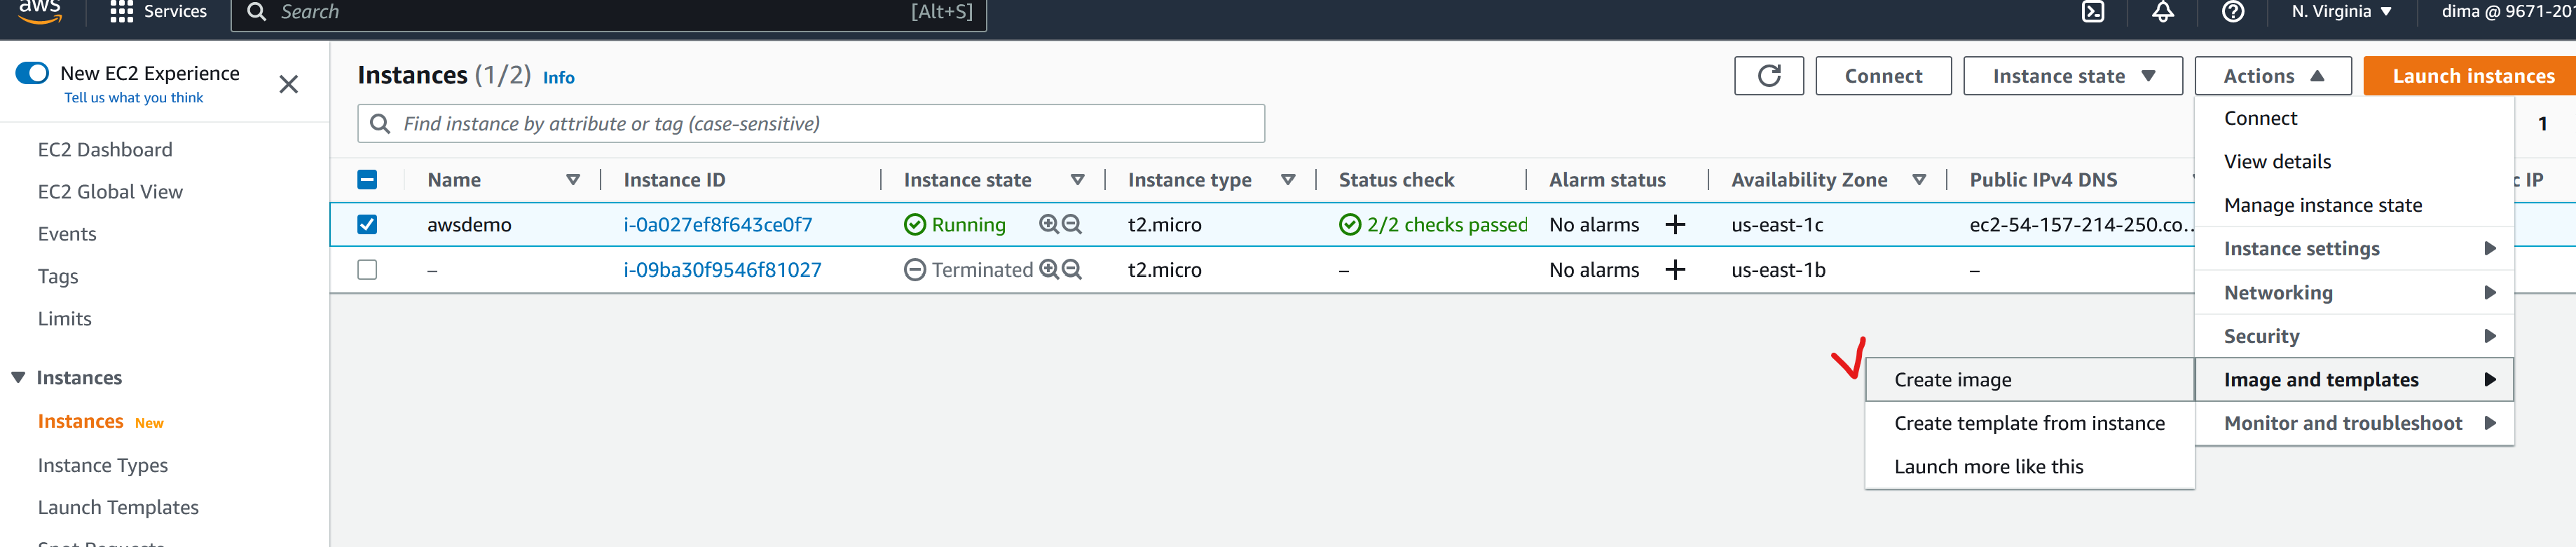 aws Services Search [Alt+S] N. Virginia dima @ 9671-201
New EC2 Experience
Tell us what you think
EC2 Dashboard
EC2 Global View
Events
Tags
Limits
Instances
Instances New
Instance Types
Launch Templates
Instances (1/2) Info Connect Instance state Actions Launch instances
Find instance by attribute or tag (case-sensitive) 1
Name Instance ID Instance state Instance type Status check Alarm status Availability Zone Public IPv4 DNS IP
awsdemo i-0a027ef8f643ce0f7 Running t2.micro 2/2 checks passed No alarms + us-east-1c ec2-54-157-214-250.co...
– i-09ba30f9546f81027 Terminated t2.micro – No alarms + us-east-1b –
Connect
View details
Manage instance state
Instance settings
Networking
Security
Image and templates
Monitor and troubleshoot
Create image
Create template from instance
Launch more like this